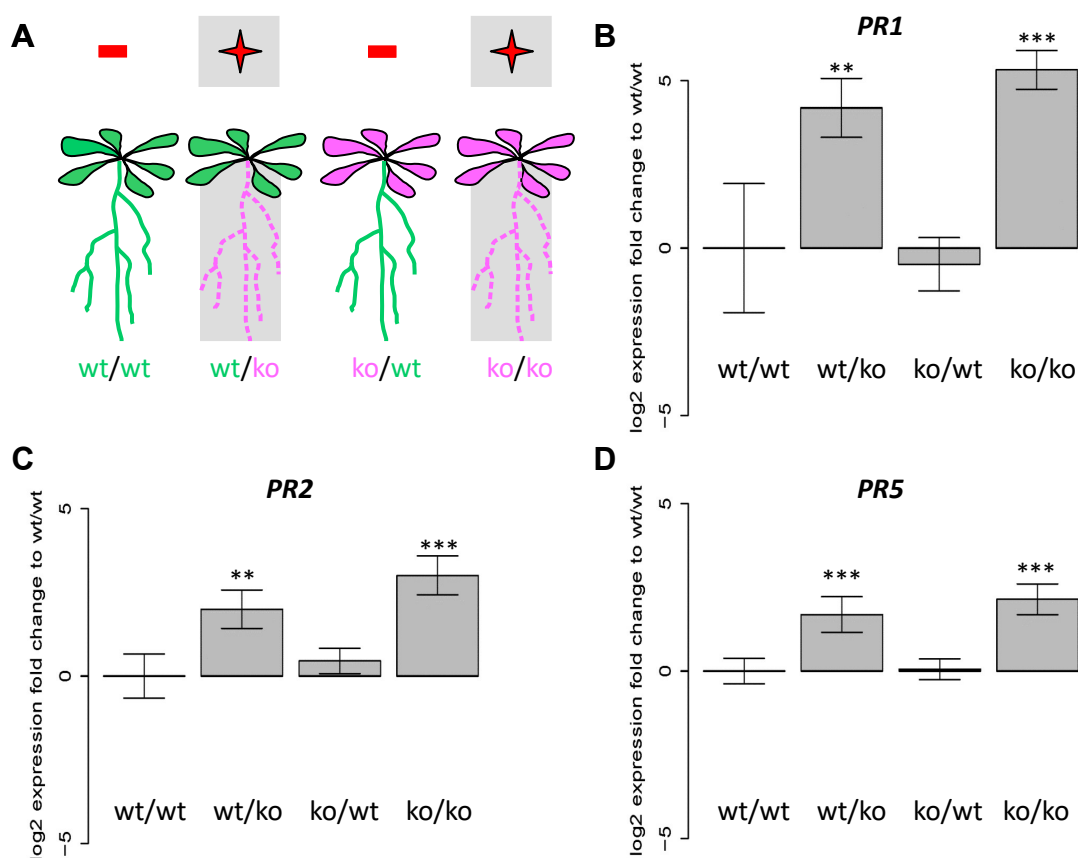 A
wt/wt
wt/ko
ko/wt
ko/ko
B
PR1
log2 expression fold change to wt/wt
5
0
−5
**
***
wt/wt
wt/ko
ko/wt
ko/ko
C
PR2
log2 expression fold change to wt/wt
5
0
−5
**
***
wt/wt
wt/ko
ko/wt
ko/ko
D
PR5
log2 expression fold change to wt/wt
5
0
−5
***
***
wt/wt
wt/ko
ko/wt
ko/ko